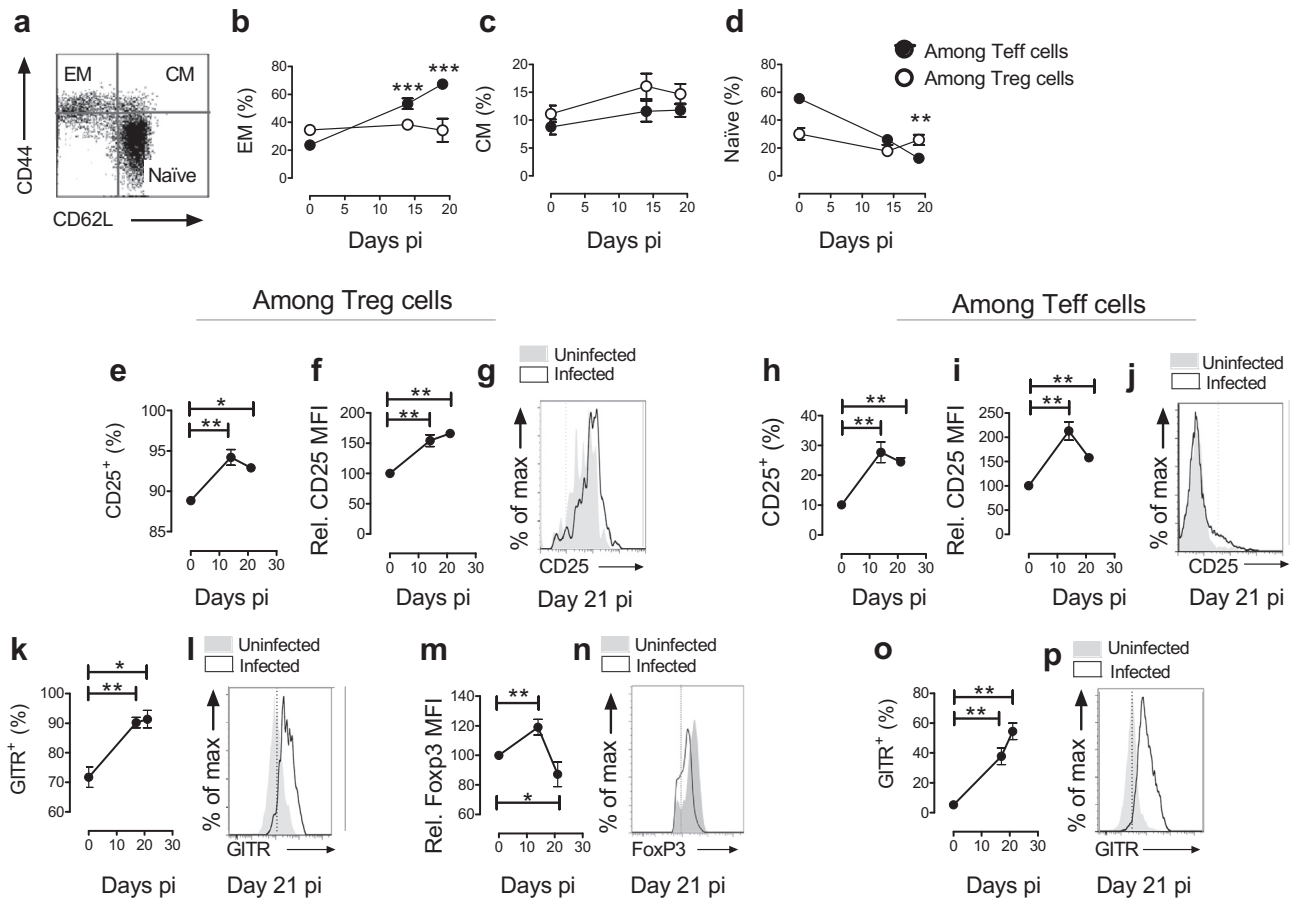 a
EM
CM
Naïve
CD44
CD62L
b
***
***
EM (%)
80
60
40
20
0
0 5 10 15 20
Days pi
c
CM (%)
20
15
10
5
0
0 5 10 15 20
Days pi
d
Among Teff cells
Among Treg cells
**
Naïve (%)
80
60
40
20
0
0 5 10 15 20
Days pi
Among Treg cells
Among Teff cells
e
*
**
CD25+ (%)
100
95
90
85
0 10 20 30
Days pi
f
**
**
Rel. CD25 MFI
200
150
100
50
0
0 10 20 30
Days pi
g
Uninfected
Infected
% of max
CD25
Day 21 pi
h
**
**
CD25+ (%)
40
30
20
10
0
0 10 20 30
Days pi
i
**
**
Rel. CD25 MFI
250
200
150
100
50
0
0 10 20 30
Days pi
j
Uninfected
Infected
% of max
CD25
Day 21 pi
k
*
**
GITR+ (%)
100
90
80
70
60
0 10 20 30
Days pi
l
Uninfected
Infected
% of max
GITR
Day 21 pi
m
**
*
Rel. Foxp3 MFI
140
120
100
80
60
0 10 20 30
Days pi
n
Uninfected
Infected
% of max
FoxP3
Day 21 pi
o
**
**
GITR+ (%)
80
60
40
20
0
0 10 20 30
Days pi
p
Uninfected
Infected
% of max
GITR
Day 21 pi